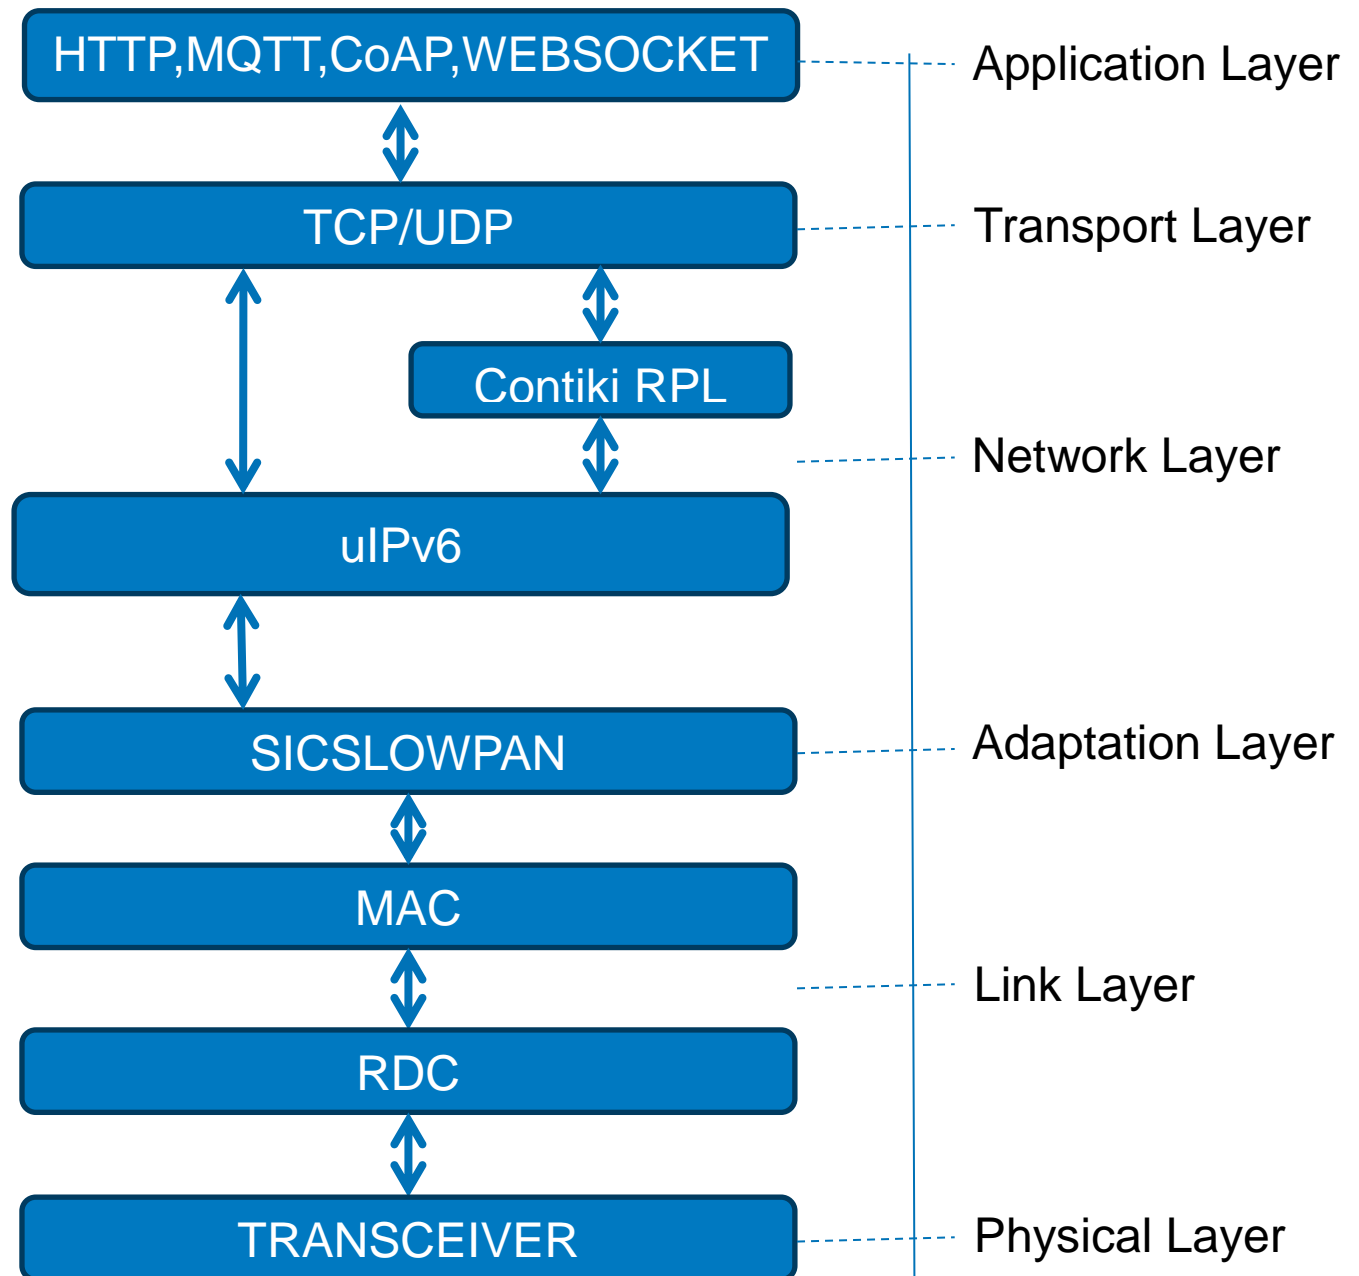 HTTP,MQTT,CoAP,WEBSOCKET
Application Layer
TCP/UDP
Transport Layer
Contiki RPL
Network Layer
uIPv6
SICSLOWPAN
Adaptation Layer
MAC
Link Layer
RDC
TRANSCEIVER
Physical Layer